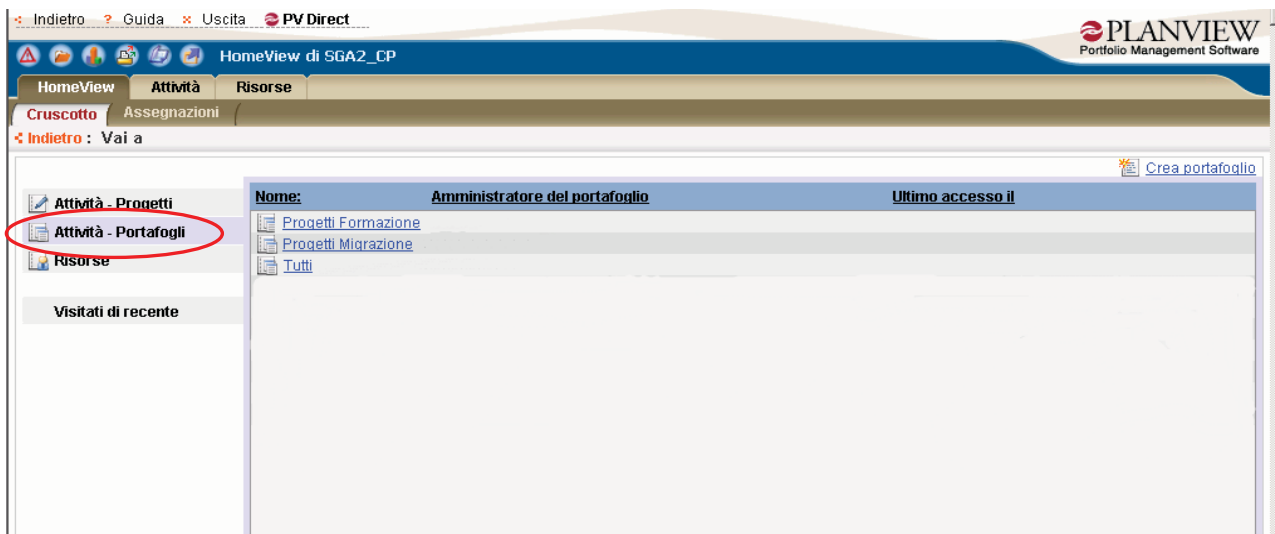 Indietro ? Guida × Uscita PV Direct
PLANVIEW
Portfolio Management Software
HomeView di SGA2_CP
HomeView Attività Risorse
Cruscotto Assegnazioni
Indietro : Vai a
Crea portafoglio
Attività - Progetti
Attività - Portafogli
Risorse
Visitati di recente
Nome: Amministratore del portafoglio Ultimo accesso il
Progetti Formazione
Progetti Migrazione
Tutti